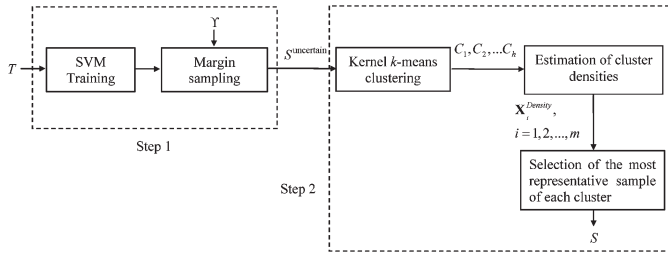 ϒ
T
SVM
Training
Margin
sampling
S^uncertain
Step 1
Kernel k-means
clustering
C₁, C₂, ...C_h
Estimation of cluster
densities
X_i^Density,
i = 1, 2, ..., m
Step 2
Selection of the most
representative sample
of each cluster
S